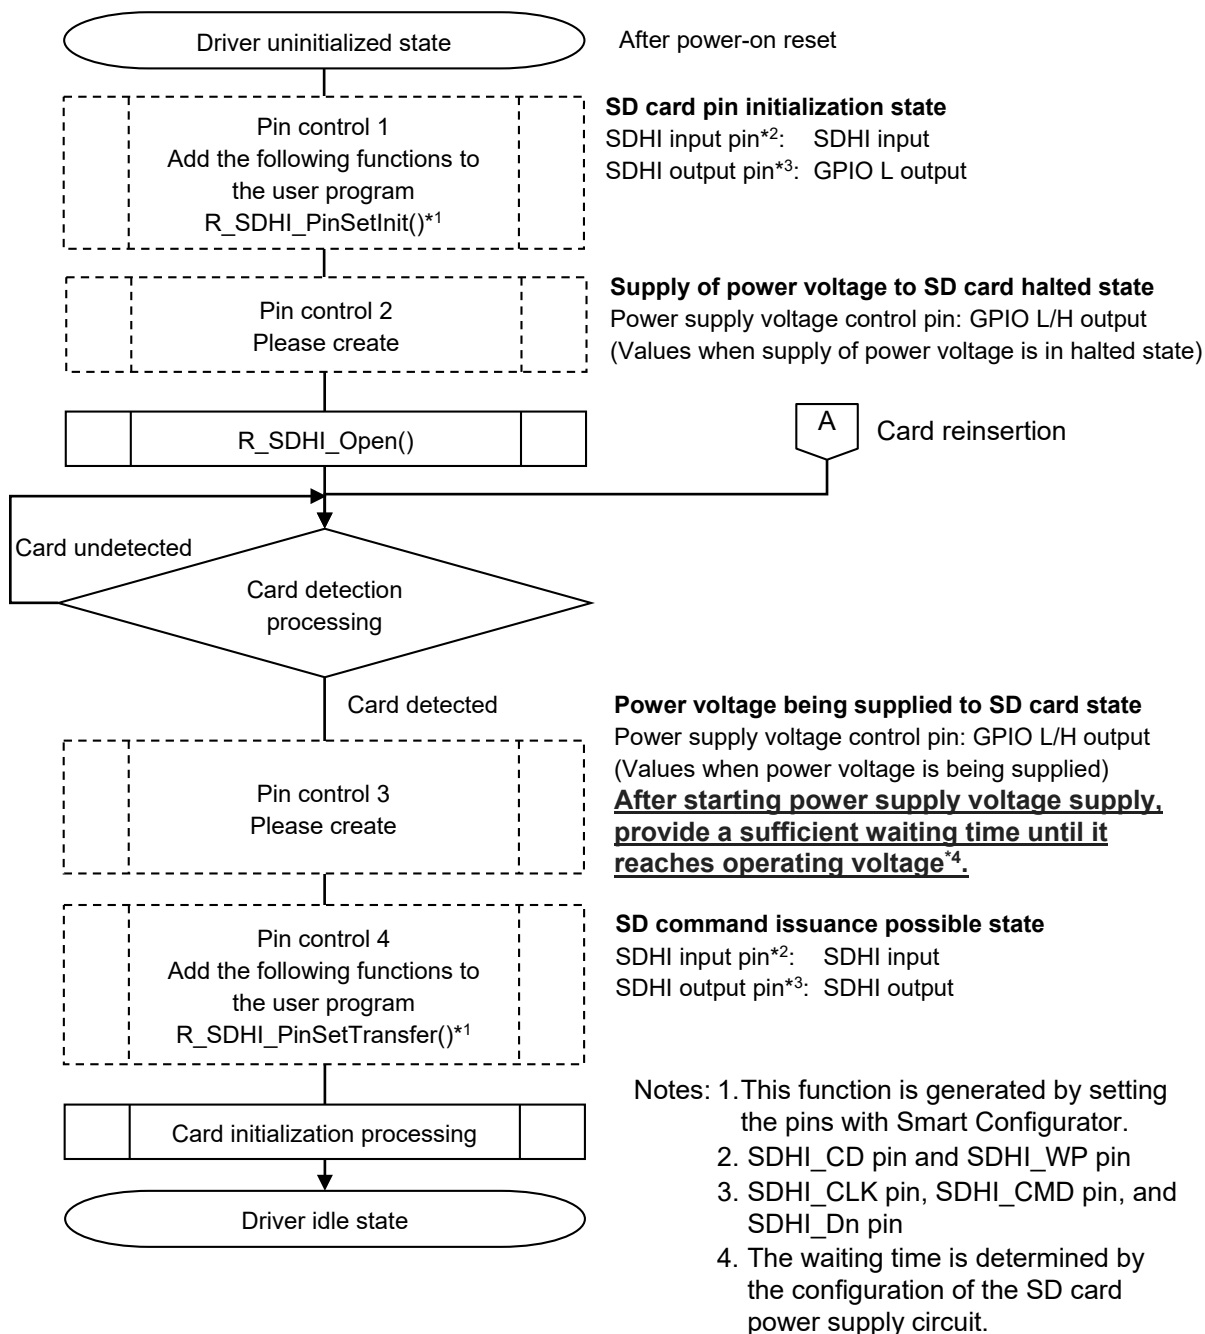 Driver uninitialized state
After power-on reset
Pin control 1
Add the following functions to
the user program
R_SDHI_PinSetInit()*1
SD card pin initialization state
SDHI input pin*2: SDHI input
SDHI output pin*3: GPIO L output
Pin control 2
Please create
Supply of power voltage to SD card halted state
Power supply voltage control pin: GPIO L/H output
(Values when supply of power voltage is in halted state)
R_SDHI_Open()
A
Card reinsertion
Card undetected
Card detection
processing
Card detected
Pin control 3
Please create
Power voltage being supplied to SD card state
Power supply voltage control pin: GPIO L/H output
(Values when power voltage is being supplied)
After starting power supply voltage supply,
provide a sufficient waiting time until it
reaches operating voltage*4.
Pin control 4
Add the following functions to
the user program
R_SDHI_PinSetTransfer()*1
SD command issuance possible state
SDHI input pin*2: SDHI input
SDHI output pin*3: SDHI output
Card initialization processing
Driver idle state
Notes: 1.This function is generated by setting
the pins with Smart Configurator.
2. SDHI_CD pin and SDHI_WP pin
3. SDHI_CLK pin, SDHI_CMD pin, and
SDHI_Dn pin
4. The waiting time is determined by
the configuration of the SD card
power supply circuit.